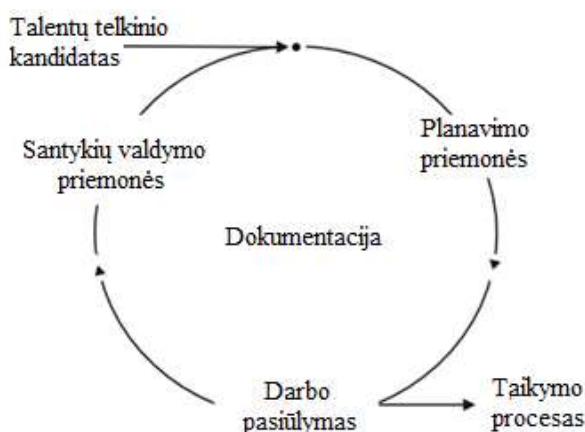 Talentų telkinio
kandidatas
Planavimo
priemonės
Santykių valdymo
priemonės
Dokumentacija
Darbo
pasiūlymas
Taikymo
procesas